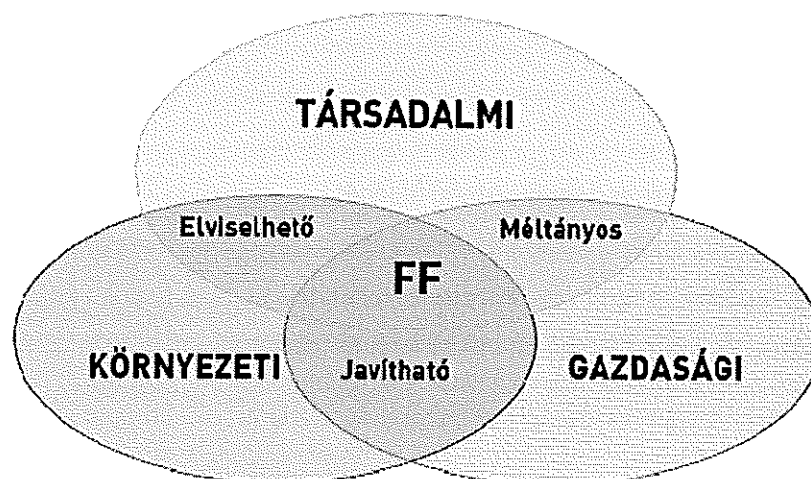 TÁRSADALMI
Elviselhető
Méltányos
FF
KÖRNYEZETI
Javítható
GAZDASÁGI